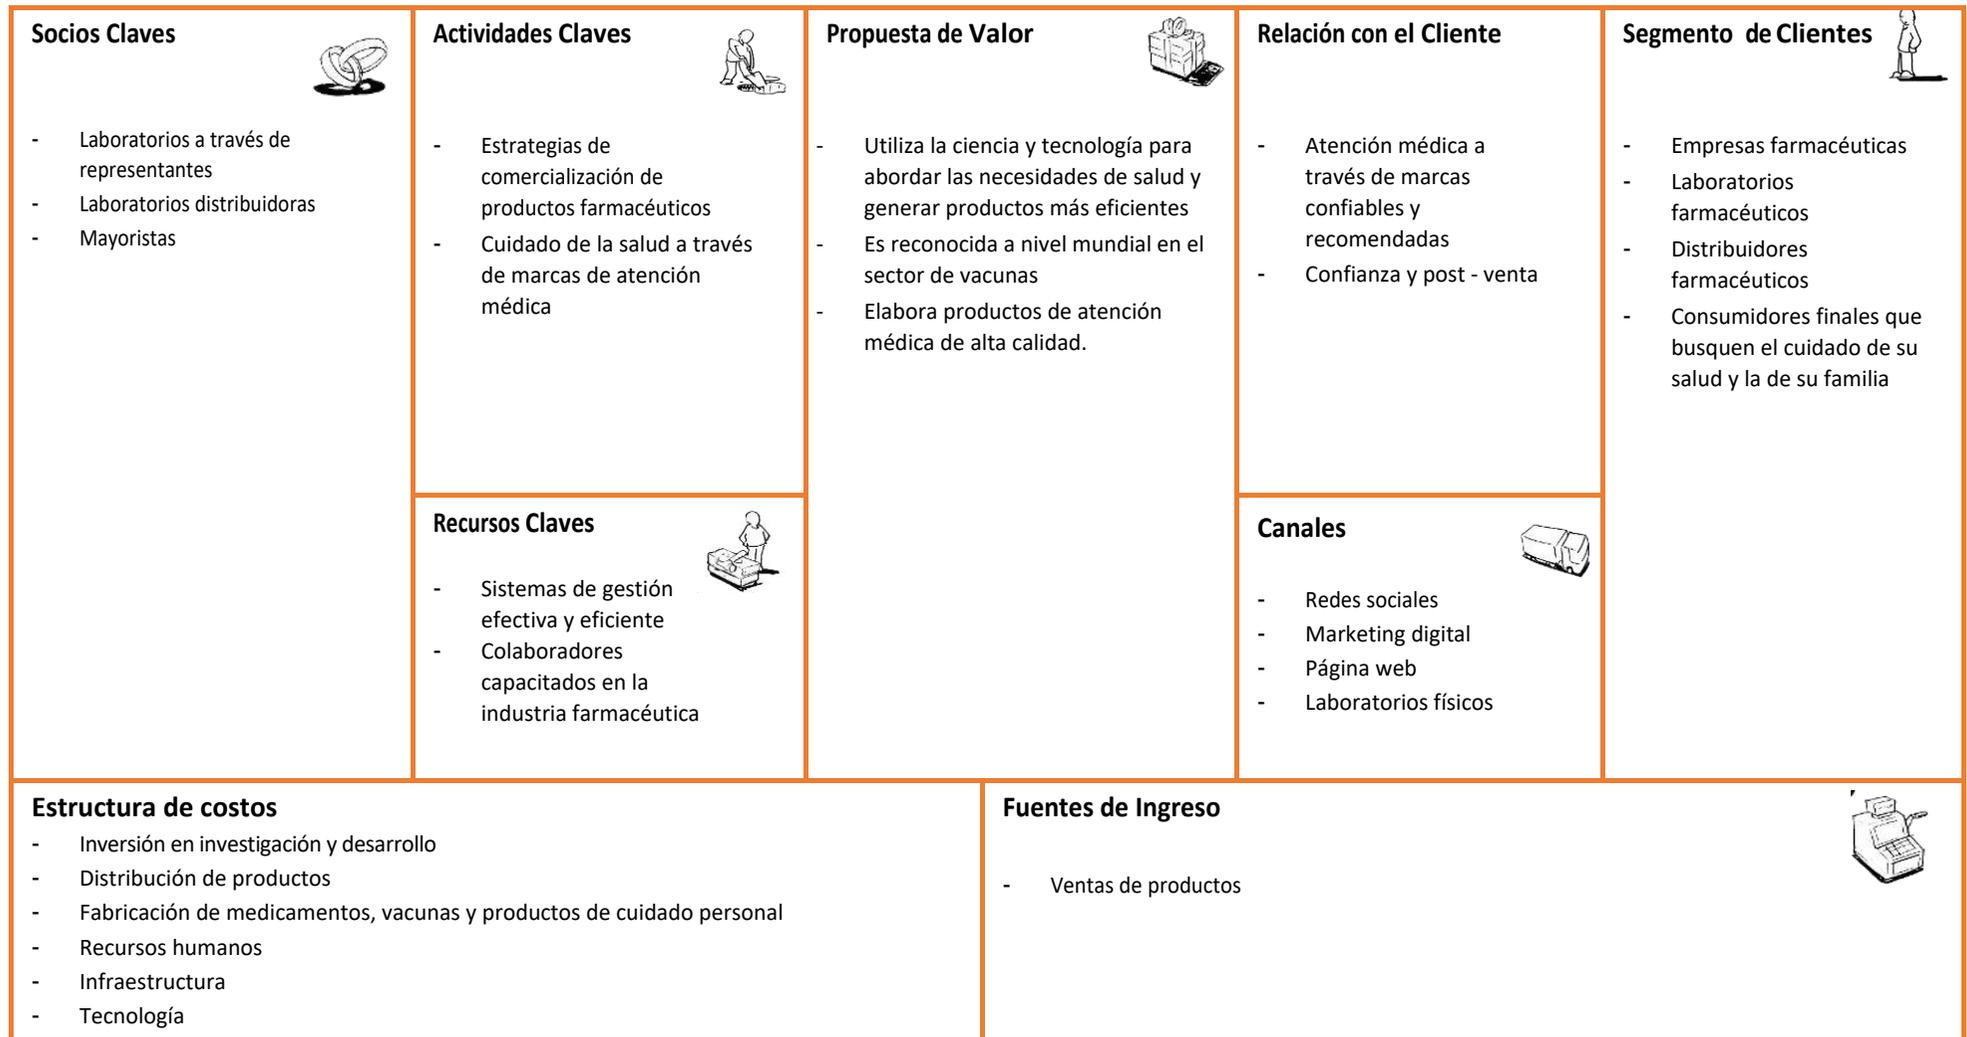 Socios Claves
- Laboratorios a través de
representantes
- Laboratorios distribuidoras
- Mayoristas
Actividades Claves
- Estrategias de
comercialización de
productos farmacéuticos
- Cuidado de la salud a través
de marcas de atención
médica
Recursos Claves
- Sistemas de gestión
efectiva y eficiente
- Colaboradores
capacitados en la
industria farmacéutica
Propuesta de Valor
- Utiliza la ciencia y tecnología para
abordar las necesidades de salud y
generar productos más eficientes
- Es reconocida a nivel mundial en el
sector de vacunas
- Elabora productos de atención
médica de alta calidad.
Relación con el Cliente
- Atención médica a
través de marcas
confiables y
recomendadas
- Confianza y post - venta
Canales
- Redes sociales
- Marketing digital
- Página web
- Laboratorios físicos
Segmento de Clientes
- Empresas farmacéuticas
- Laboratorios
farmacéuticos
- Distribuidores
farmacéuticos
- Consumidores finales que
busquen el cuidado de su
salud y la de su familia
Estructura de costos
- Inversión en investigación y desarrollo
- Distribución de productos
- Fabricación de medicamentos, vacunas y productos de cuidado personal
- Recursos humanos
- Infraestructura
- Tecnología
Fuentes de Ingreso
- Ventas de productos